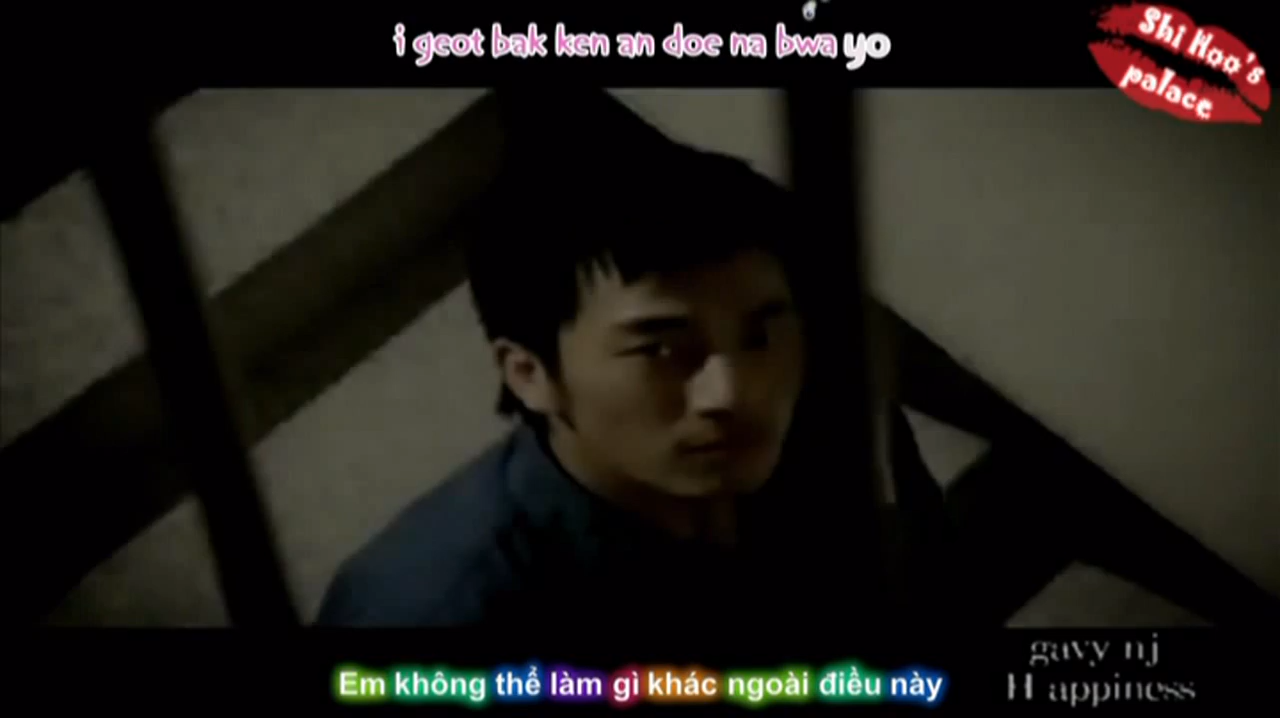 i geot bak ken an doe na bwa yo
Shi Hoo's
palace
gavy nj
Happiness
Em không thể làm gì khác ngoài điều này